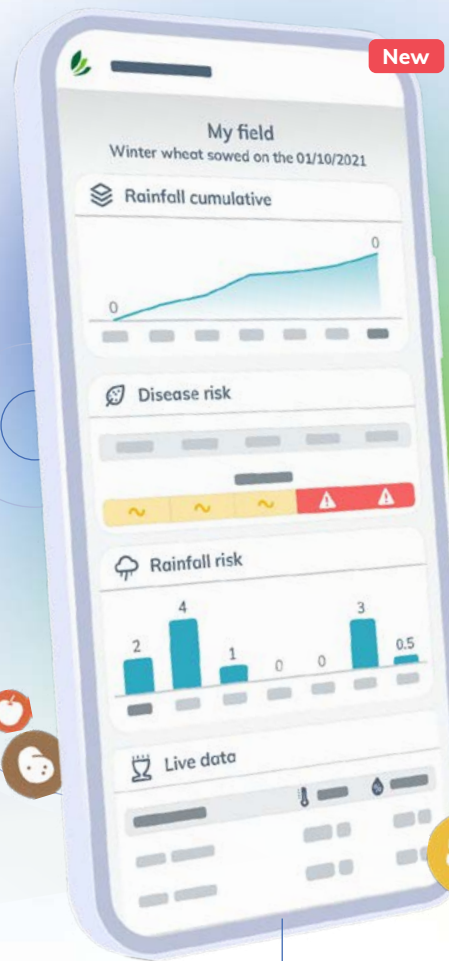 New
My field
Winter wheat sowed on the 01/10/2021
Rainfall cumulative
0
0
Disease risk
Rainfall risk
2
4
1
0
0
3
0.5
Live data